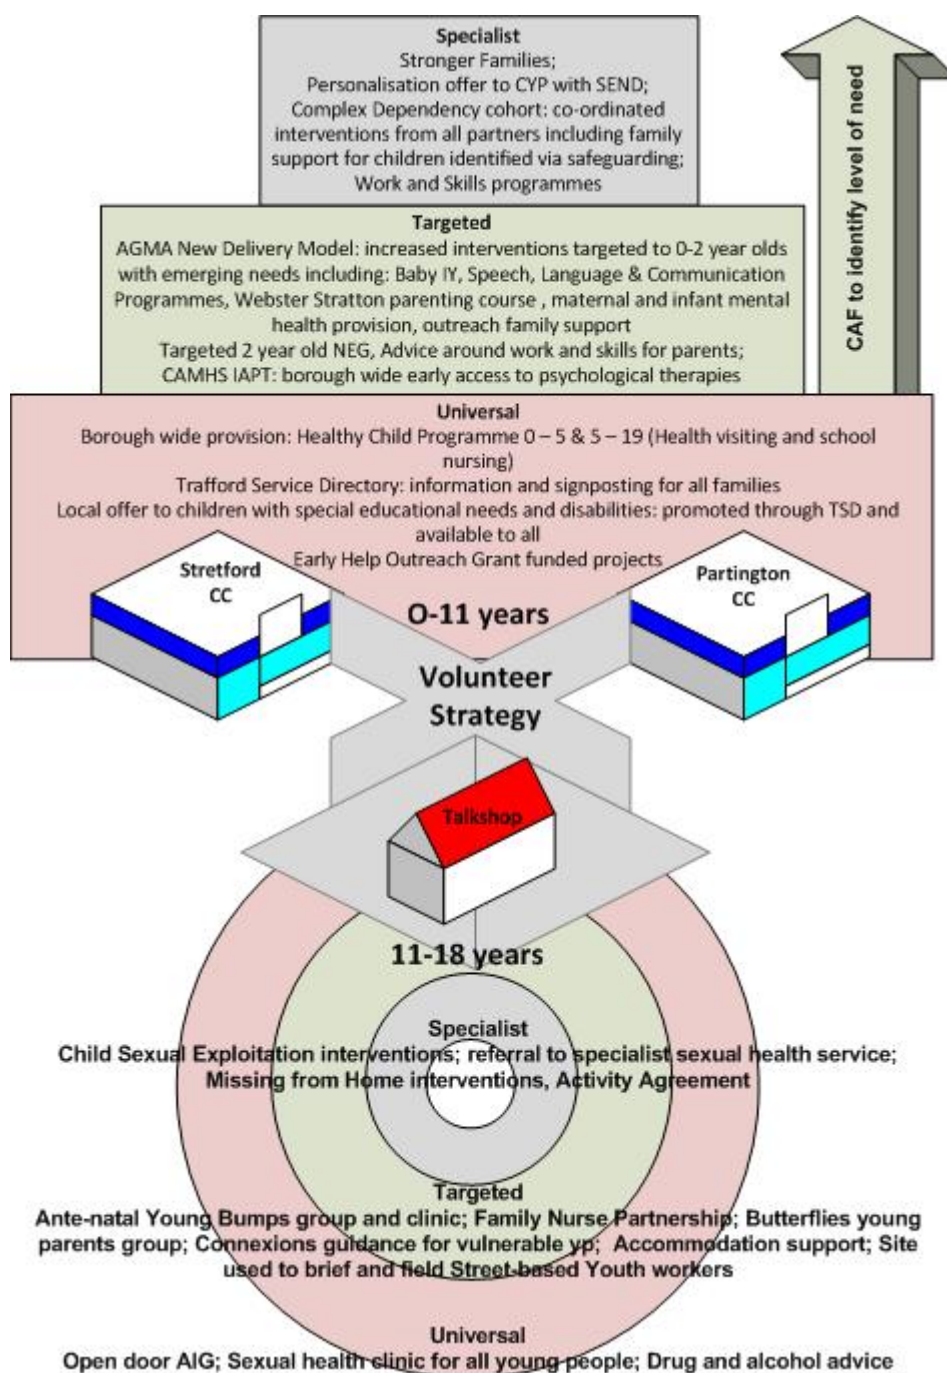 Specialist
Stronger Families;
Personalisation offer to CYP with SEND;
Complex Dependency cohort: co-ordinated
interventions from all partners including family
support for children identified via safeguarding;
Work and Skills programmes
CAF to identify level of need
Targeted
AGMA New Delivery Model: increased interventions targeted to 0-2 year olds
with emerging needs including: Baby IY, Speech, Language & Communication
Programmes, Webster Stratton parenting course , maternal and infant mental
health provision, outreach family support
Targeted 2 year old NEG, Advice around work and skills for parents;
CAMHS IAPT: borough wide early access to psychological therapies
Universal
Borough wide provision: Healthy Child Programme 0 – 5 & 5 – 19 (Health visiting and school
nursing)
Trafford Service Directory: information and signposting for all families
Local offer to children with special educational needs and disabilities: promoted through TSD and
available to all
Early Help Outreach Grant funded projects
Stretford
CC
Partington
CC
O-11 years
Volunteer
Strategy
Talkshop
11-18 years
Specialist
Child Sexual Exploitation interventions; referral to specialist sexual health service;
Missing from Home interventions, Activity Agreement
Targeted
Ante-natal Young Bumps group and clinic; Family Nurse Partnership; Butterflies young
parents group; Connexions guidance for vulnerable yp; Accommodation support; Site
used to brief and field Street-based Youth workers
Universal
Open door AIG; Sexual health clinic for all young people; Drug and alcohol advice